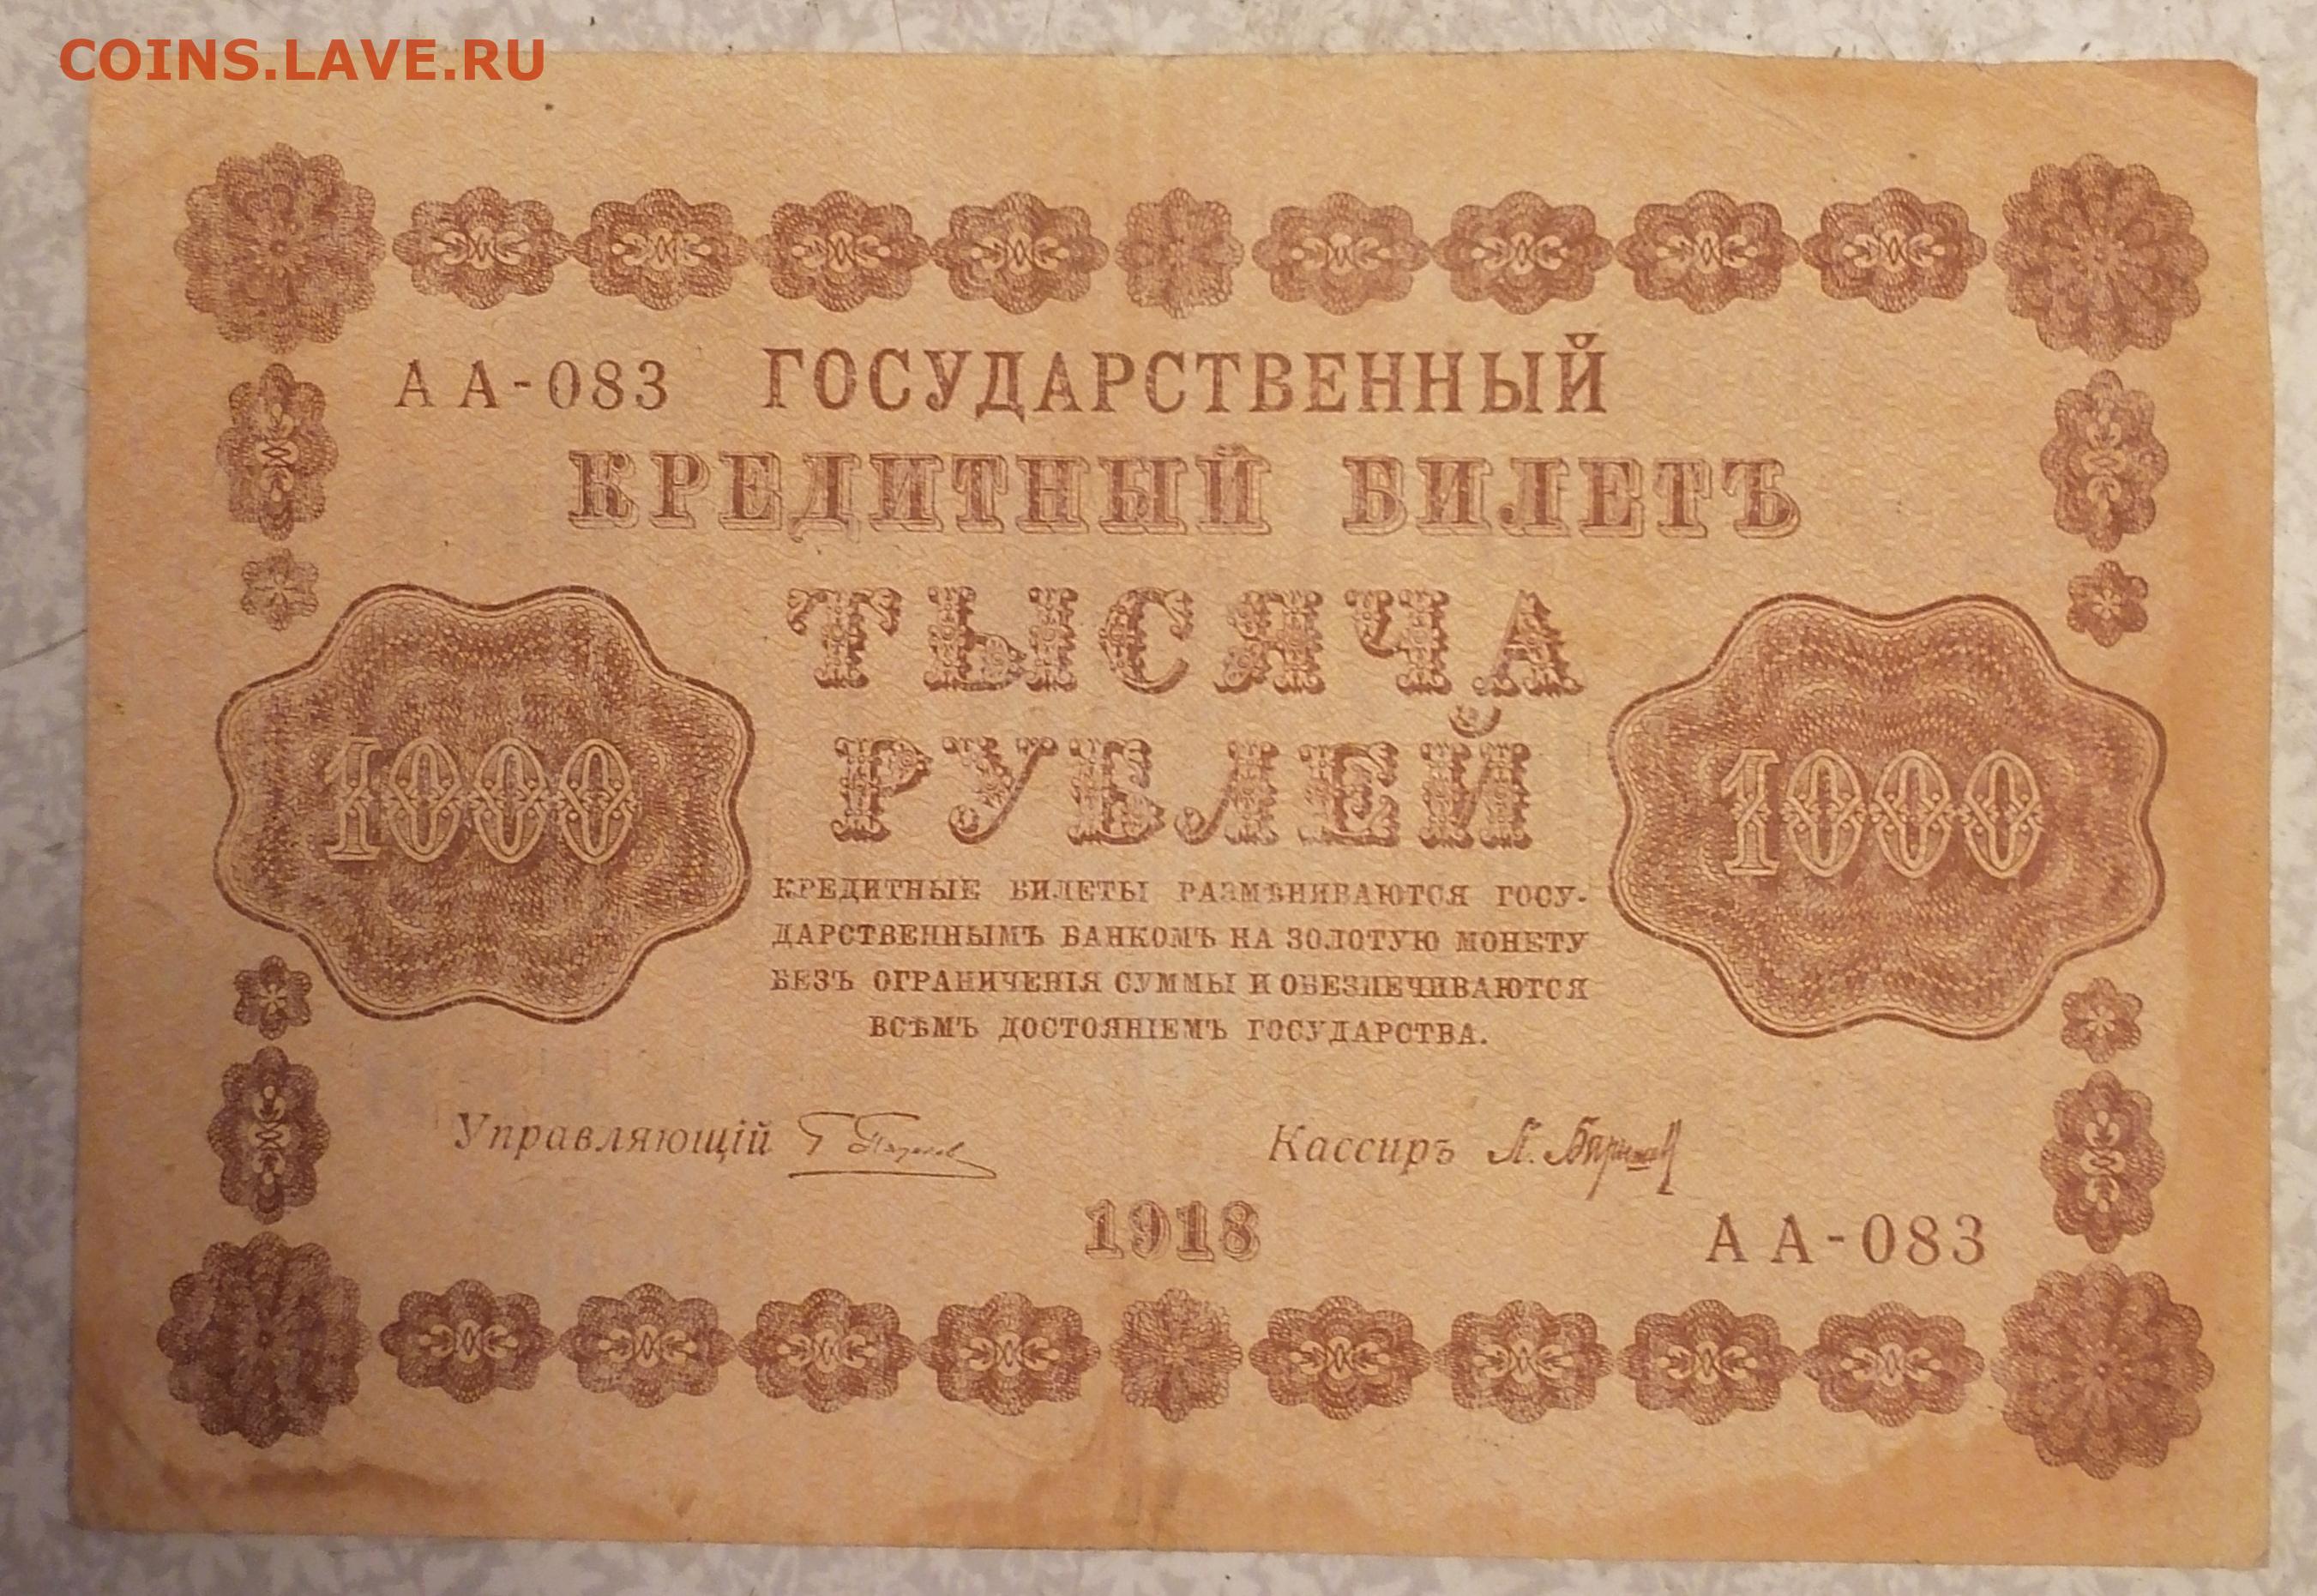 COINS.LAVE.RU
АА-083 ГОСУДАРСТВЕННЫЙ
КРЕДИТНЫЙ БИЛЕТЪ
ТЫСЯЧА
РУБЛЕЙ
1000
1000
КРЕДИТНЫЕ БИЛЕТЫ РАЗМѢНИВАЮТСЯ ГОСУ-
ДАРСТВЕННЫМЪ БАНКОМЪ НА ЗОЛОТУЮ МОНЕТУ
БЕЗЪ ОГРАНИЧЕНІЯ СУММЫ И ОБЕЗПЕЧИВАЮТСЯ
ВСѢМЪ ДОСТОЯНІЕМЪ ГОСУДАРСТВА.
Управляющій Кассиръ
1918
АА-083